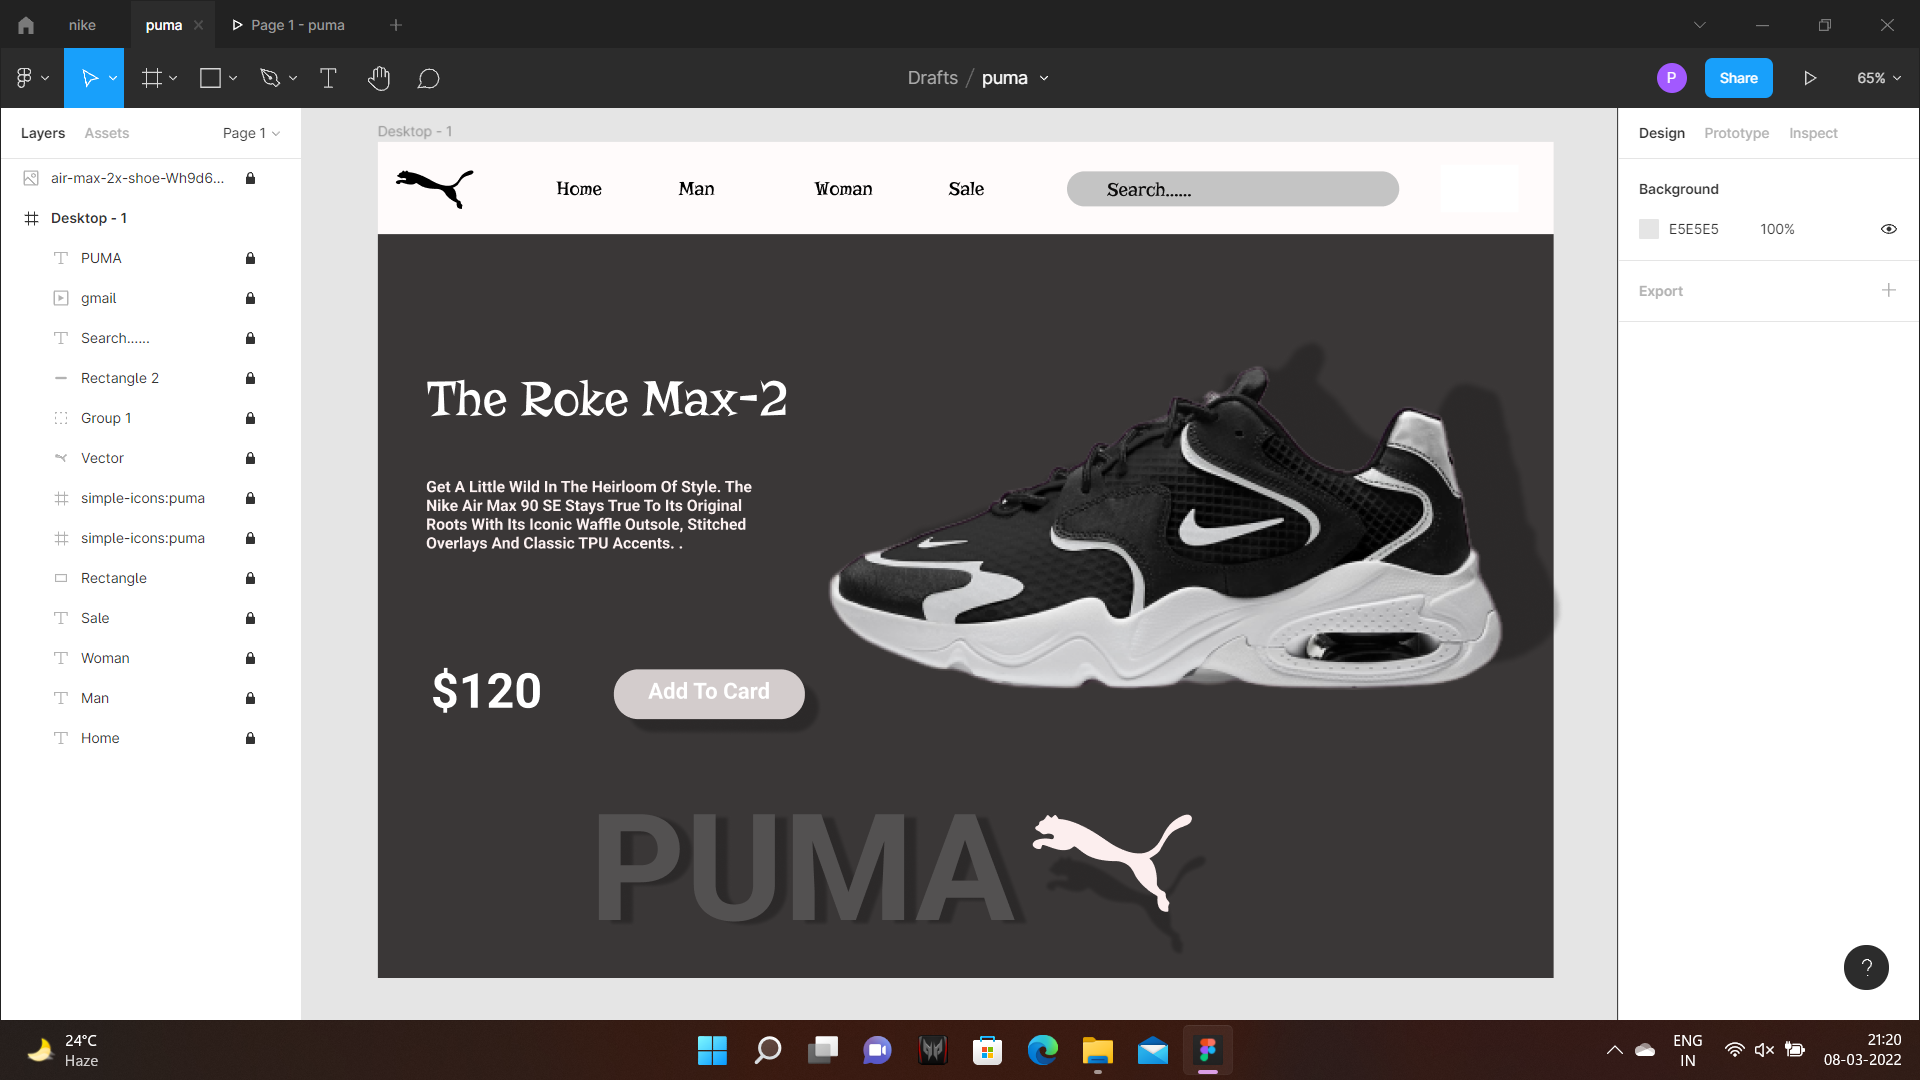 nike
puma
Page 1 - puma
Drafts / puma
P
Share
65%
Layers
Assets
Page 1
air-max-2x-shoe-Wh9d6...
Desktop - 1
PUMA
gmail
Search......
Rectangle 2
Group 1
Vector
simple-icons:puma
simple-icons:puma
Rectangle
Sale
Woman
Man
Home
Desktop - 1
Home
Man
Woman
Sale
Search......
The Roke Max-2
Get A Little Wild In The Heirloom Of Style. The
Nike Air Max 90 SE Stays True To Its Original
Roots With Its Iconic Waffle Outsole, Stitched
Overlays And Classic TPU Accents. .
$120
Add To Card
PUMA
Design
Prototype
Inspect
Background
E5E5E5
100%
Export
?
24°C
Haze
ENG
IN
21:20
08-03-2022